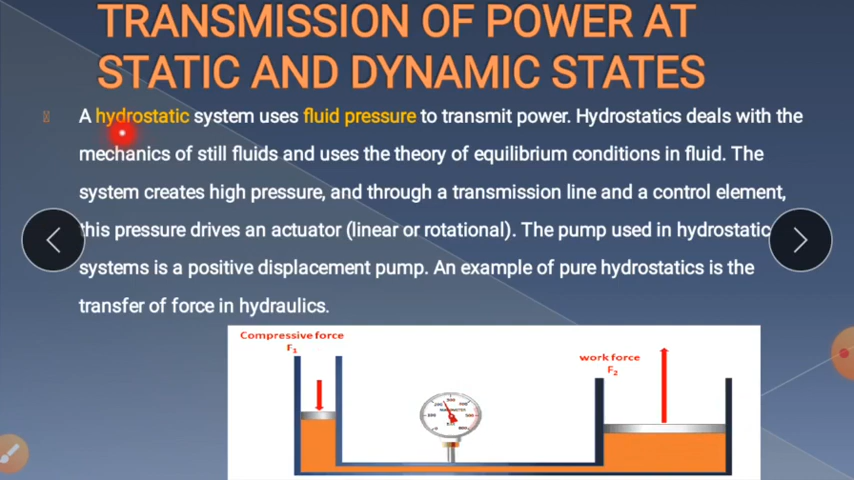 TRANSMISSION OF POWER AT
STATIC AND DYNAMIC STATES
A hydrostatic system uses fluid pressure to transmit power. Hydrostatics deals with the
mechanics of still fluids and uses the theory of equilibrium conditions in fluid. The
system creates high pressure, and through a transmission line and a control element,
this pressure drives an actuator (linear or rotational). The pump used in hydrostatic
systems is a positive displacement pump. An example of pure hydrostatics is the
transfer of force in hydraulics.
Compressive force
F₁
work force
F₂